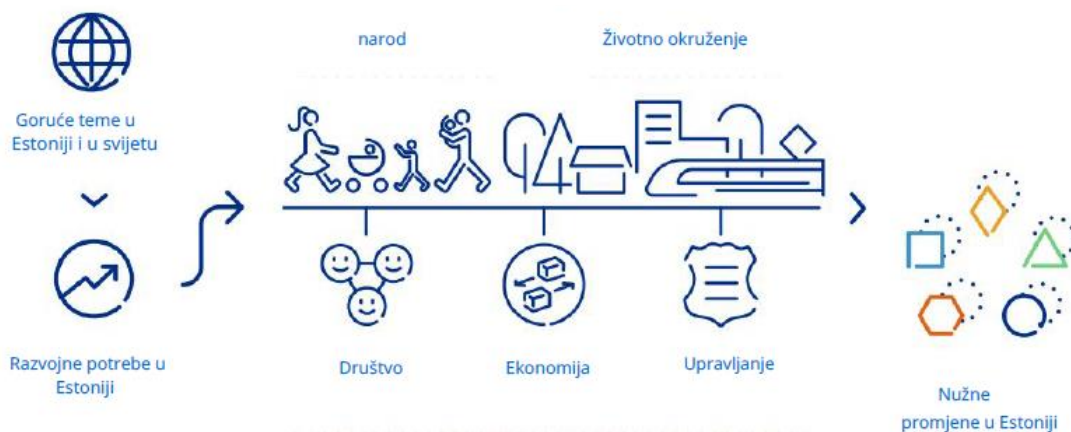 Goruće teme u
Estoniji i u svijetu
Razvojne potrebe u
Estoniji
narod
Životno okruženje
Društvo
Ekonomija
Upravljanje
Nužne
promjene u Estoniji